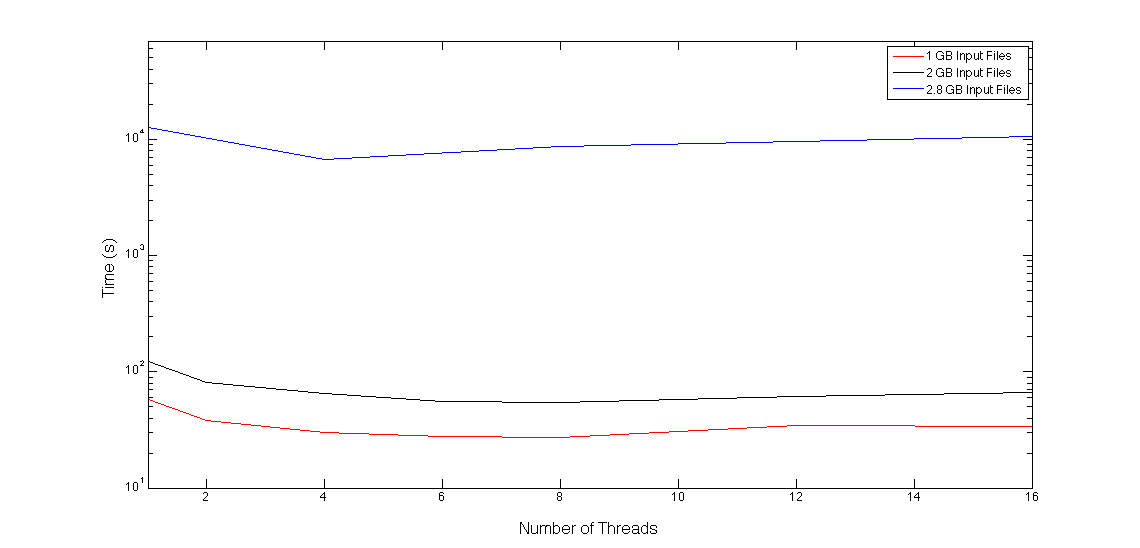 1 GB Input Files
2 GB Input Files
2.8 GB Input Files
10^4
10^3
10^2
10^1
Time (s)
2 4 6 8 10 12 14 16
Number of Threads